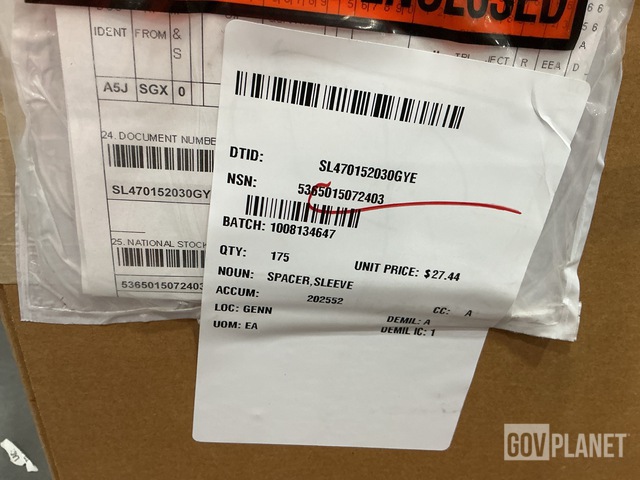 CLOSED
IDENT FROM &
S
A5J SGX 0
24. DOCUMENT NUMBE
SL470152030GY
25. NATIONAL STOCK
5365015072403
DTID: SL470152030GYE
NSN: 5365015072403
BATCH: 1008134647
QTY: 175 UNIT PRICE: $27.44
NOUN: SPACER,SLEEVE
ACCUM: 202552 CC: A
LOC: GENN DEMIL: A
UOM: EA DEMIL IC: 1
GOVPLANET